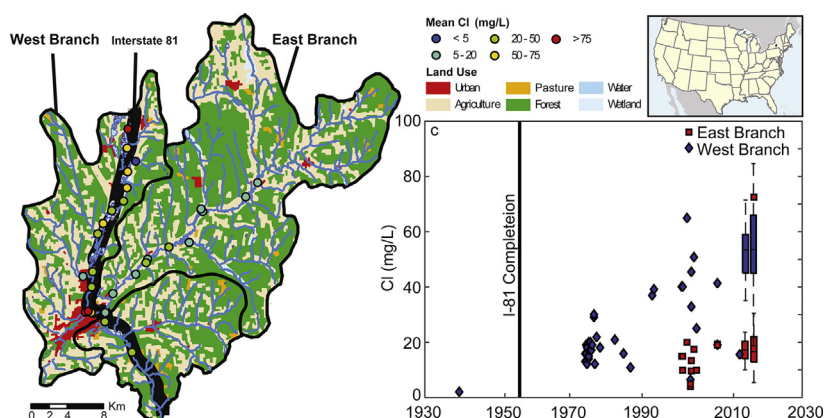 West Branch
Interstate 81
East Branch
0 2 4 8 Km
Mean Cl (mg/L)
< 5
20-50
>75
5-20
50-75
Land Use
Urban
Pasture
Water
Agriculture
Forest
Wetland
C
East Branch
West Branch
I-81 Completeion
Cl (mg/L)
100
80
60
40
20
0
1930 1950 1970 1990 2010 2030